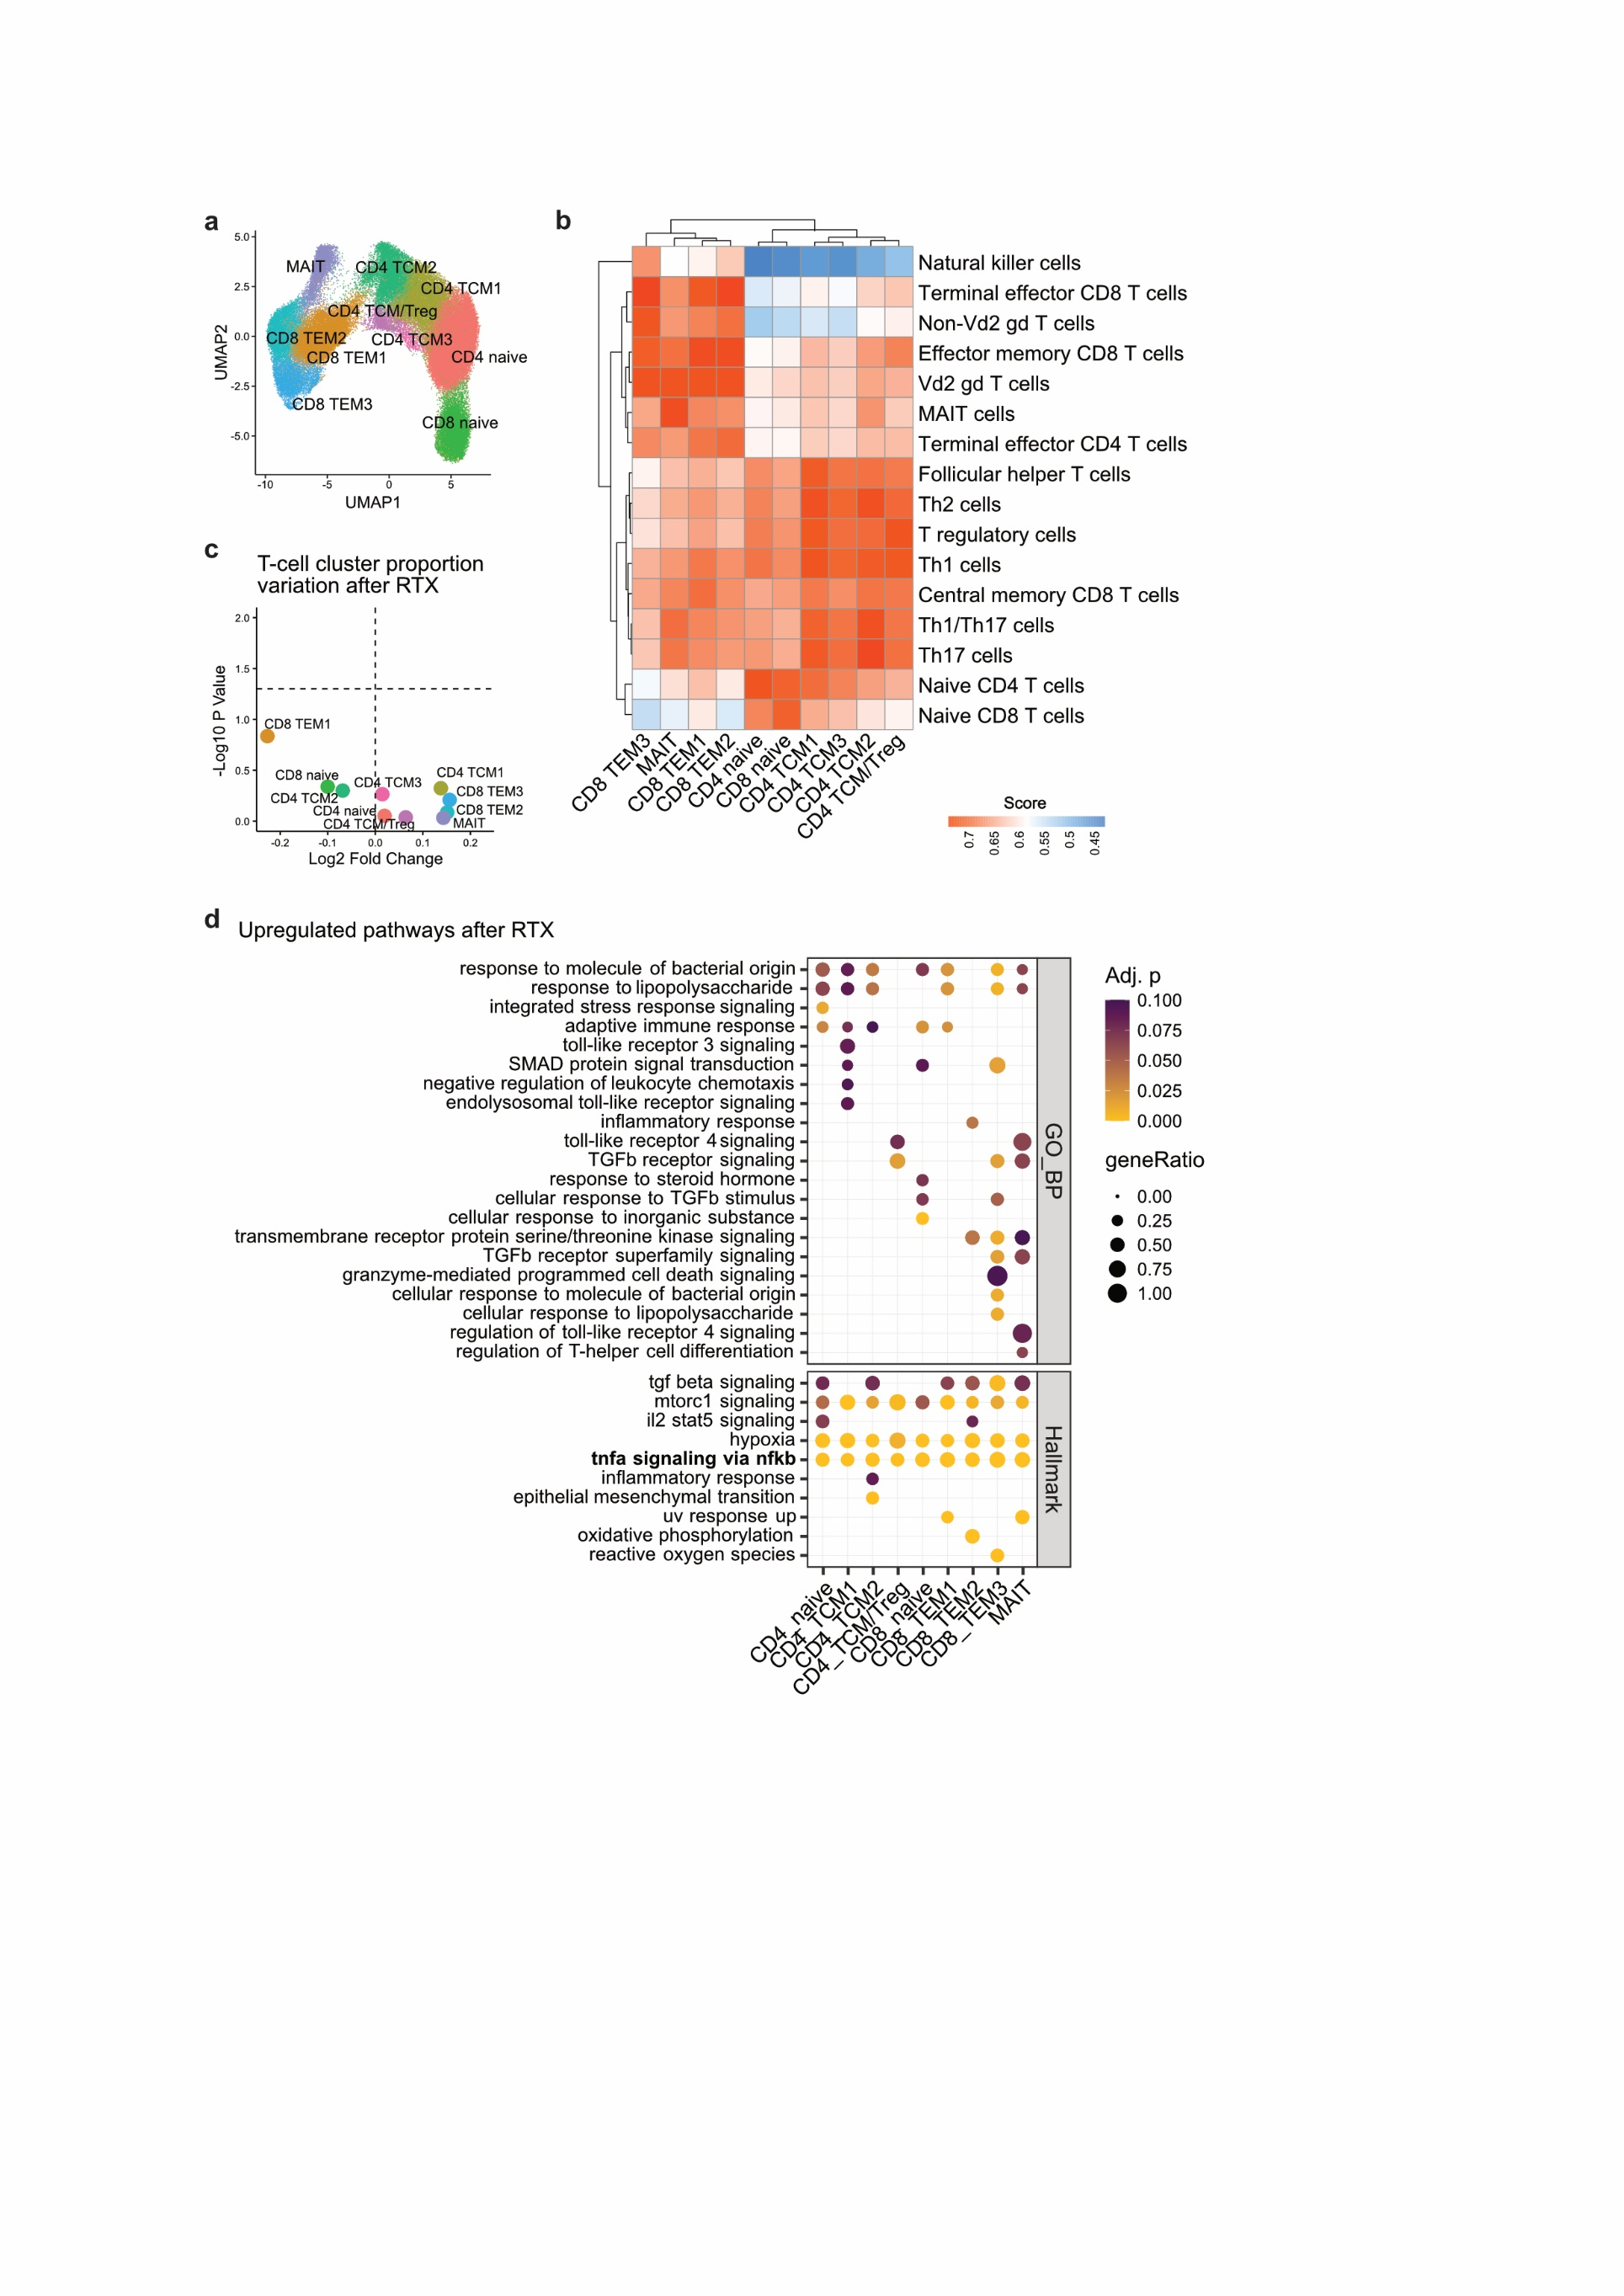 a
5.0
2.5
0.0
-2.5
-5.0
UMAP2
-10
-5
0
5
UMAP1
MAIT
CD4 TCM2
CD4 TCM1
CD4 TCM/Treg
CD8 TEM2
CD4 TCM3
CD8 TEM1
CD4 naive
CD8 TEM3
CD8 naive
b
Natural killer cells
Terminal effector CD8 T cells
Non-Vd2 gd T cells
Effector memory CD8 T cells
Vd2 gd T cells
MAIT cells
Terminal effector CD4 T cells
Follicular helper T cells
Th2 cells
T regulatory cells
Th1 cells
Central memory CD8 T cells
Th1/Th17 cells
Th17 cells
Naive CD4 T cells
Naive CD8 T cells
CD8 TEM3
MAIT
CD8 TEM1
CD8 TEM2
CD4 naive
CD8 naive
CD4 TCM1
CD4 TCM3
CD4 TCM2
CD4 TCM/Treg
Score
0.7
0.65
0.6
0.55
0.5
0.45
c
T-cell cluster proportion
variation after RTX
2.0
1.5
1.0
0.5
0.0
-Log10 P Value
CD8 TEM1
CD8 naive
CD4 TCM3
CD4 TCM1
CD8 TEM3
CD4 TCM2
CD4 naive
CD8 TEM2
CD4 TCM/Treg
MAIT
-0.2
-0.1
0.0
0.1
0.2
Log2 Fold Change
d
Upregulated pathways after RTX
response to molecule of bacterial origin
response to lipopolysaccharide
integrated stress response signaling
adaptive immune response
toll-like receptor 3 signaling
SMAD protein signal transduction
negative regulation of leukocyte chemotaxis
endolysosomal toll-like receptor signaling
inflammatory response
toll-like receptor 4 signaling
TGFb receptor signaling
response to steroid hormone
cellular response to TGFb stimulus
cellular response to inorganic substance
transmembrane receptor protein serine/threonine kinase signaling
TGFb receptor superfamily signaling
granzyme-mediated programmed cell death signaling
cellular response to molecule of bacterial origin
cellular response to lipopolysaccharide
regulation of toll-like receptor 4 signaling
regulation of T-helper cell differentiation
GO_BP
tgf beta signaling
mtorc1 signaling
il2 stat5 signaling
hypoxia
tnfa signaling via nfkb
inflammatory response
epithelial mesenchymal transition
uv response up
oxidative phosphorylation
reactive oxygen species
Hallmark
CD4_naive
CD4_TCM1
CD4_TCM2
CD4_TCM/Treg
CD8_naive
CD8_TEM1
CD8_TEM2
CD8_TEM3
MAIT
Adj. p
0.100
0.075
0.050
0.025
0.000
geneRatio
0.00
0.25
0.50
0.75
1.00